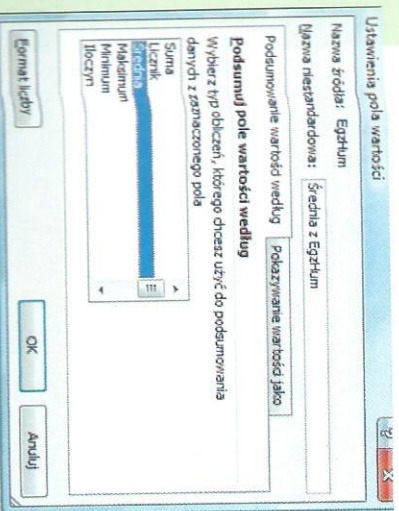 Ustawienia pola wartości
Nazwa źródła: EgzHum
Nazwa niestandardowa: Średnia z EgzHum
Podsumowanie wartości według Pokazywanie wartości jako
Podsumuj pole wartości według
Wybierz typ obliczeń, którego chcesz użyć do podsumowania
danych z zaznaczonego pola
Suma
Licznik
Średnia
Maksimum
Minimum
Iloczyn
Format liczby
OK
Anuluj